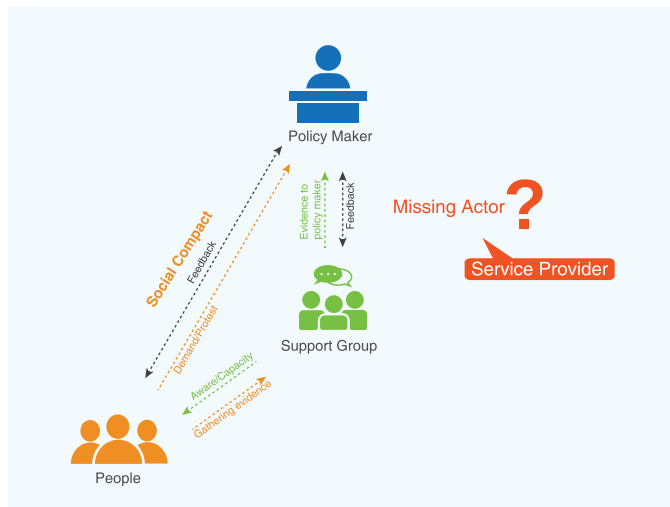 Policy Maker
Evidence to
policy maker
Feedback
Missing Actor ?
Service Provider
Social Compact
Feedback
Demand/Protest
Support Group
Aware/Capacity
Gathering evidence
People